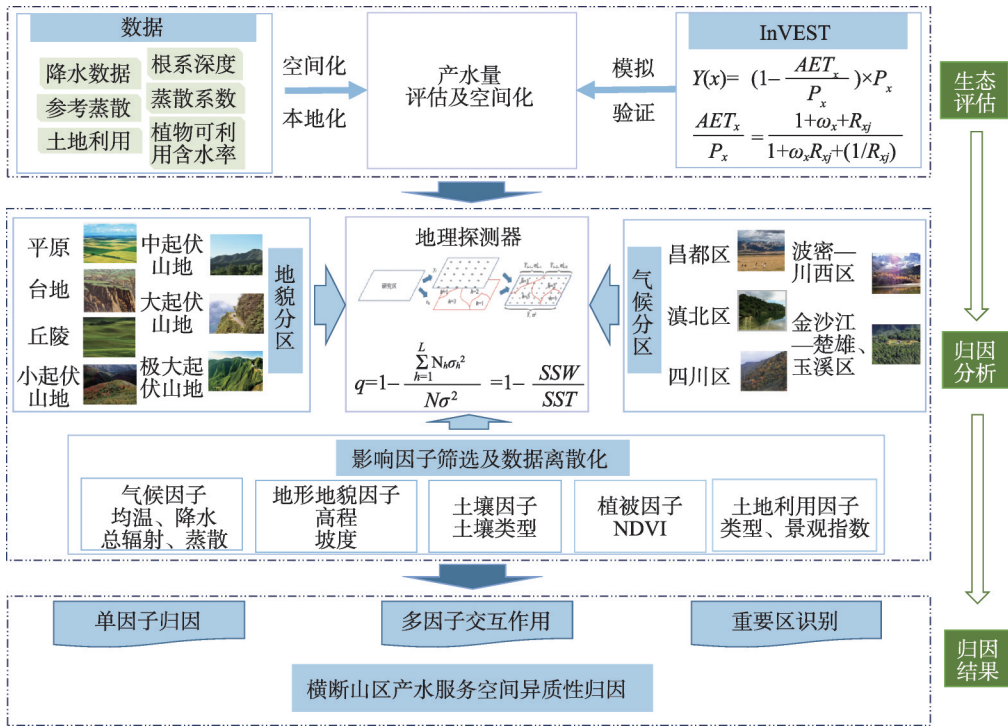 数据
降水数据
参考蒸散
土地利用
根系深度
蒸散系数
植物可利
用含水率
空间化
本地化
产水量
评估及空间化
模拟
验证
InVEST
Y(x)= (1-AET_x/P_x)×P_x
AET_x/P_x=(1+ω_x+R_xj)/(1+ω_xR_xj+(1/R_xj))
生态
评估
平原
台地
丘陵
小起伏
山地
中起伏
山地
大起伏
山地
极大起
伏山地
地貌分区
地理探测器
q=1-∑_{h=1}^{L}N_hσ_h²/Nσ²=1-SSW/SST
气候分区
昌都区
滇北区
四川区
波密—
川西区
金沙江
—楚雄、
玉溪区
归因
分析
影响因子筛选及数据离散化
气候因子
均温、降水
总辐射、蒸散
地形地貌因子
高程
坡度
土壤因子
土壤类型
植被因子
NDVI
土地利用因子
类型、景观指数
单因子归因
多因子交互作用
重要区识别
横断山区产水服务空间异质性归因
归因
结果